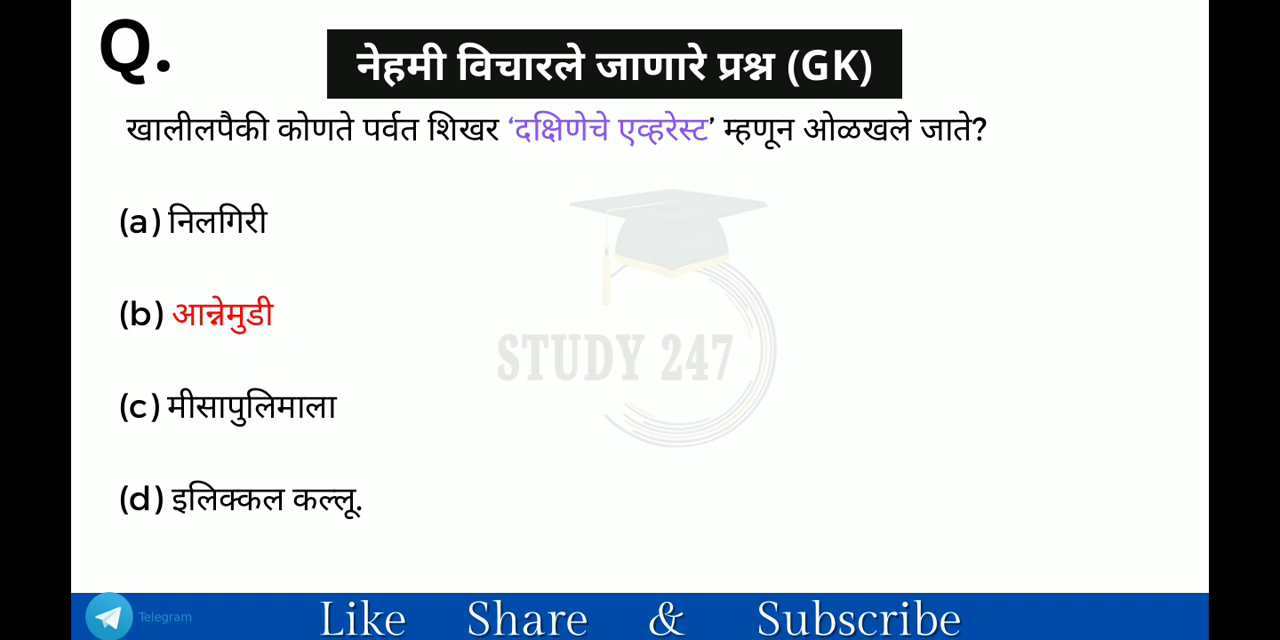 Q.
नेहमी विचारले जाणारे प्रश्न (GK)
खालीलपैकी कोणते पर्वत शिखर ‘दक्षिणेचे एव्हरेस्ट’ म्हणून ओळखले जाते?
(a) निलगिरी
(b) आन्नेमुडी
STUDY 247
(c) मीसापुलिमाला
(d) इलिक्कल कल्लू.
Telegram
Like Share & Subscribe